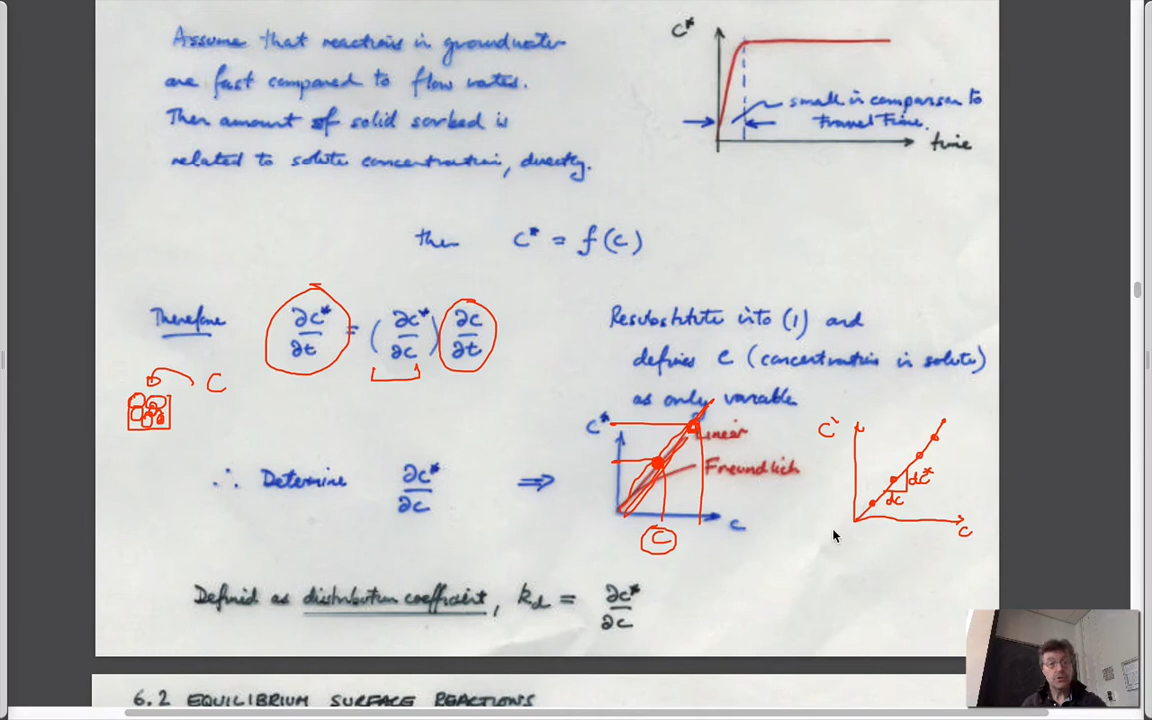 Assume that reactions in groundwater
are fast compared to flow rates.
Then amount of solid sorbed is
related to solute concentration, directly.
C*
small in comparison to
travel time.
time
then C* = f(c)
Therefore ∂c*/∂t = (∂c*/∂c) ∂c/∂t
C
Resubstitute into (1) and
defines C (concentration in solute)
as only variable
C*
Linear
Freundlich
C
C
C
dc*
dc
C
∴ Determine ∂c*/∂c ⇒
Defined as distribution coefficient, kd = ∂c*/∂c
6.2 EQUILIBRIUM SURFACE REACTIONS